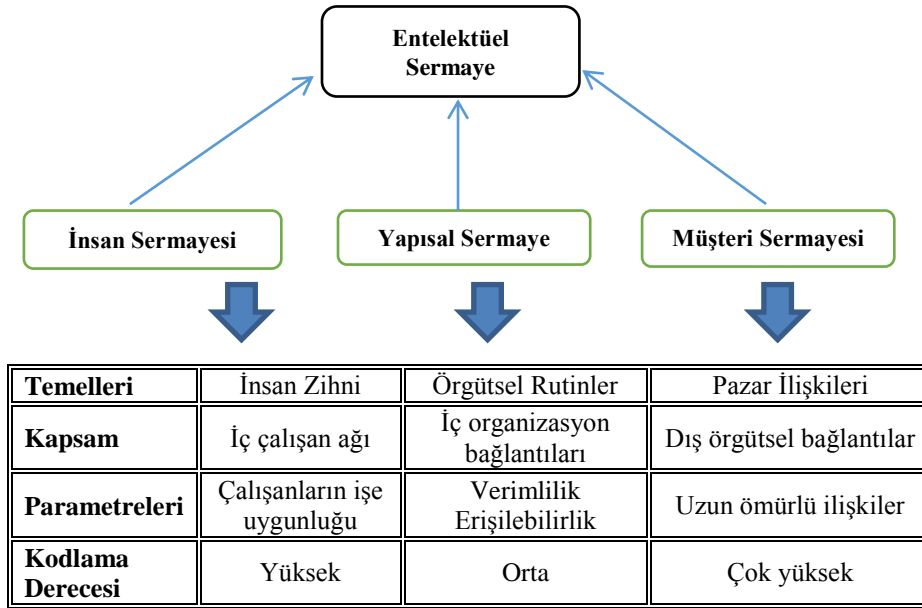 Entelektüel
Sermaye
İnsan Sermayesi
Yapısal Sermaye
Müşteri Sermayesi
Temelleri
İnsan Zihni
Örgütsel Rutinler
Pazar İlişkileri
Kapsam
İç çalışan ağı
İç organizasyon
bağlantıları
Dış örgütsel bağlantılar
Parametreleri
Çalışanların işe
uygunluğu
Verimlilik
Erişilebilirlik
Uzun ömürlü ilişkiler
Kodlama
Derecesi
Yüksek
Orta
Çok yüksek